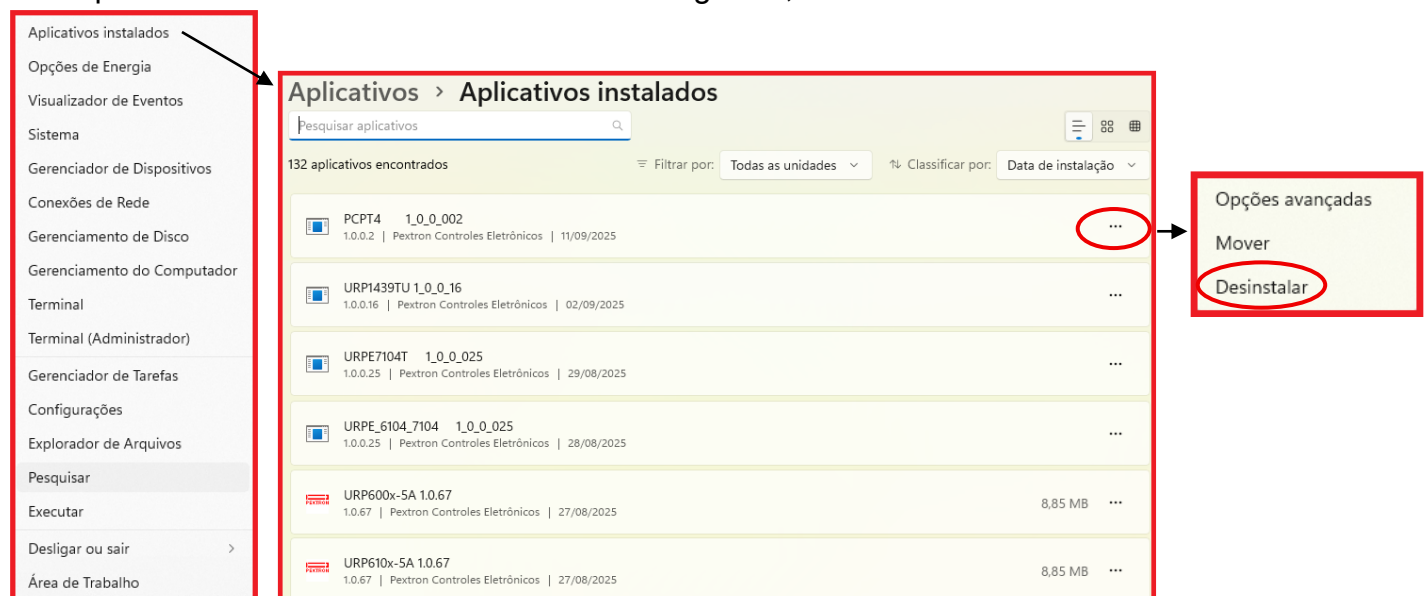 Aplicativos instalados
Opções de Energia
Visualizador de Eventos
Sistema
Gerenciador de Dispositivos
Conexões de Rede
Gerenciamento de Disco
Gerenciamento do Computador
Terminal
Terminal (Administrador)
Gerenciador de Tarefas
Configurações
Explorador de Arquivos
Pesquisar
Executar
Desligar ou sair >
Área de Trabalho
Aplicativos > Aplicativos instalados
Pesquisar aplicativos
132 aplicativos encontrados Filtrar por: Todas as unidades Classificar por: Data de instalação
PCPT4 1_0_0_002
1.0.0.2 | Pextron Controles Eletrônicos | 11/09/2025
URP1439TU 1_0_0_16
1.0.0.16 | Pextron Controles Eletrônicos | 02/09/2025
URPE7104T 1_0_0_025
1.0.0.25 | Pextron Controles Eletrônicos | 29/08/2025
URPE_6104_7104 1_0_0_025
1.0.0.25 | Pextron Controles Eletrônicos | 28/08/2025
URP600x-5A 1.0.67
1.0.67 | Pextron Controles Eletrônicos | 27/08/2025
8,85 MB
URP610x-5A 1.0.67
1.0.67 | Pextron Controles Eletrônicos | 27/08/2025
8,85 MB
Opções avançadas
Mover
Desinstalar